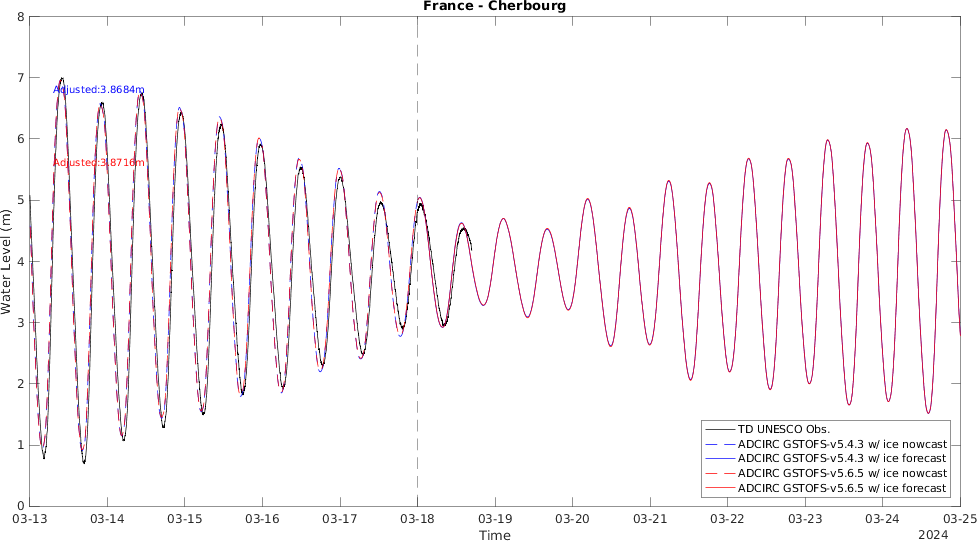 France - Cherbourg
8
7
6
5
4
3
2
1
0
Water Level (m)
Adjusted:3.8684m
Adjusted:3.8716m
TD UNESCO Obs.
ADCIRC GSTOFS-v5.4.3 w/ ice nowcast
ADCIRC GSTOFS-v5.4.3 w/ ice forecast
ADCIRC GSTOFS-v5.6.5 w/ ice nowcast
ADCIRC GSTOFS-v5.6.5 w/ ice forecast
03-13 03-14 03-15 03-16 03-17 03-18 03-19 03-20 03-21 03-22 03-23 03-24 03-25
Time
2024